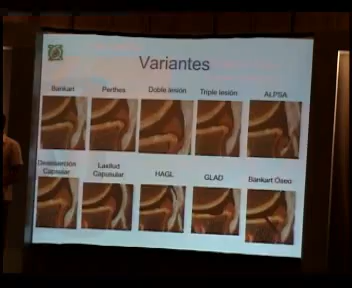 Variantes
Bankart
Perthes
Doble lesión
Triple lesión
ALPSA
Desinserción
Capsular
Laxitud
Capsular
HAGL
GLAD
Bankart Óseo